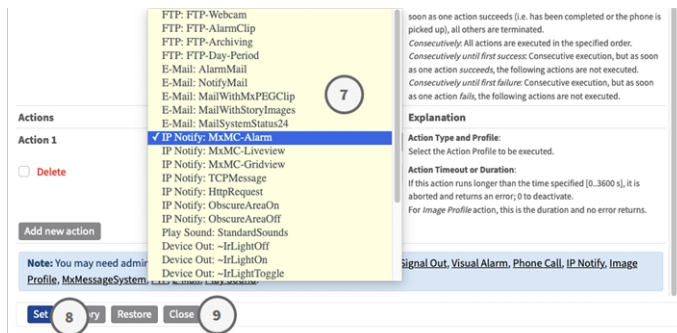 FTP: FTP-Webcam
FTP: FTP-AlarmClip
FTP: FTP-Archiving
FTP: FTP-Day-Period
E-Mail: AlarmMail
E-Mail: NotifyMail
E-Mail: MailWithMxPEGClip
E-Mail: MailWithStoryImages
E-Mail: MailSystemStatus24
✓ IP Notify: MxMC-Alarm
IP Notify: MxMC-Liveview
IP Notify: MxMC-Gridview
IP Notify: TCPMessage
IP Notify: HttpRequest
IP Notify: ObscureAreaOn
IP Notify: ObscureAreaOff
Play Sound: StandardSounds
Device Out: ~IrLightOff
Device Out: ~IrLightOn
Device Out: ~IrLightToggle
7
soon as one action succeeds (i.e. has been completed or the phone is
picked up), all others are terminated.
Consecutively: All actions are executed in the specified order.
Consecutively until first success: Consecutive execution, but as soon
as one action succeeds, the following actions are not executed.
Consecutively until first failure: Consecutive execution, but as soon
as one action fails, the following actions are not executed.
Actions
Explanation
Action 1
Delete
Action Type and Profile:
Select the Action Profile to be executed.
Action Timeout or Duration:
If this action runs longer than the time specified [0..3600 s], it is
aborted and returns an error; 0 to deactivate.
For Image Profile action, this is the duration and no error returns.
Add new action
Note: You may need admin Signal Out, Visual Alarm, Phone Call, IP Notify, Image
Profile, MxMessageSystem,
Set 8 ry Restore Close 9